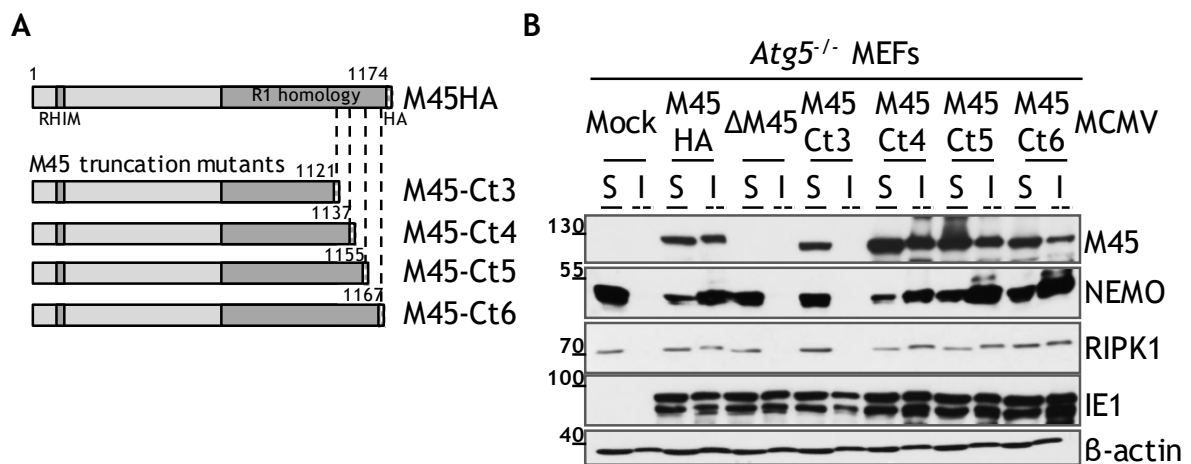 A
1 1174
R1 homology
M45HA
RHIM HA
M45 truncation mutants
1121
M45-Ct3
1137
M45-Ct4
1155
M45-Ct5
1167
M45-Ct6
B
Atg5-/- MEFs
Mock M45 HA ΔM45 M45 Ct3 M45 Ct4 M45 Ct5 M45 Ct6 MCMV
S I S I S I S I S I S I S I
130 M45
55 NEMO
70 RIPK1
100 IE1
40 ß-actin